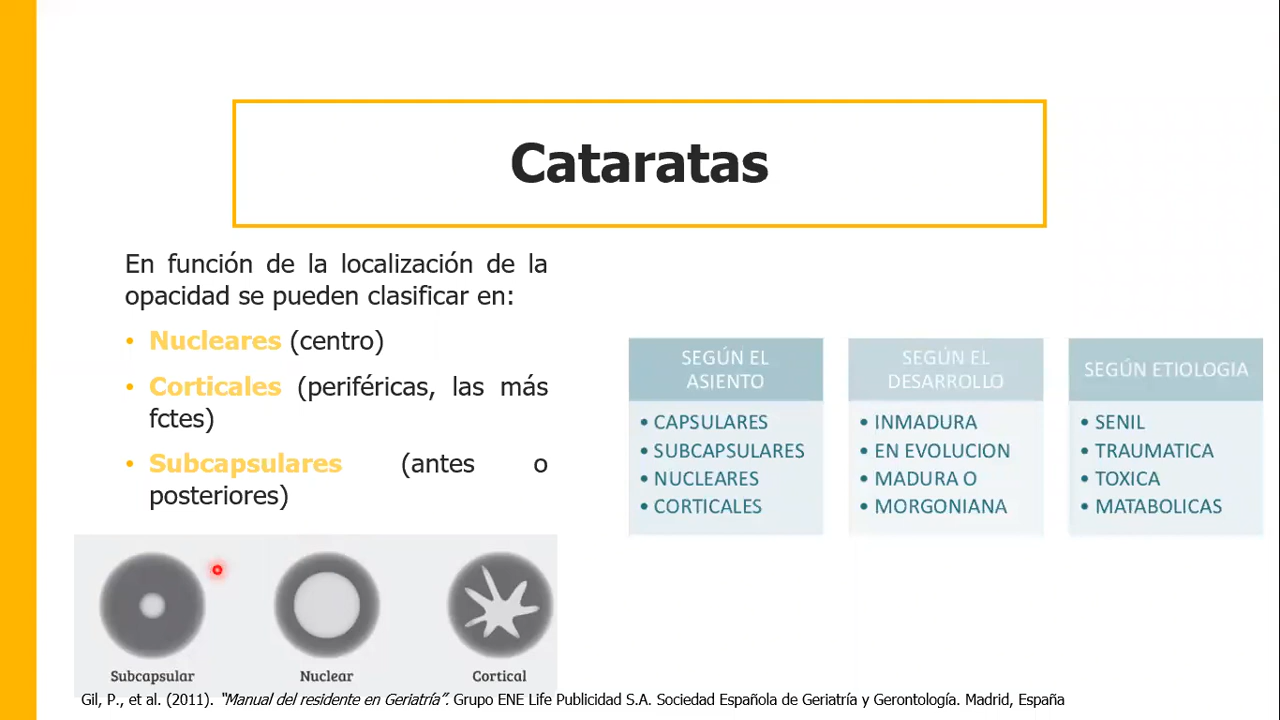 Cataratas
En función de la localización de la
opacidad se pueden clasificar en:
• Nucleares (centro)
• Corticales (periféricas, las más
fctes)
• Subcapsulares (antes o
posteriores)
SEGÚN EL
ASIENTO
• CAPSULARES
• SUBCAPSULARES
• NUCLEARES
• CORTICALES
SEGÚN EL
DESARROLLO
• INMADURA
• EN EVOLUCION
• MADURA O
• MORGONIANA
SEGÚN ETIOLOGIA
• SENIL
• TRAUMATICA
• TOXICA
• MATABOLICAS
Subcapsular
Nuclear
Cortical
Gil, P., et al. (2011). “Manual del residente en Geriatría”. Grupo ENE Life Publicidad S.A. Sociedad Española de Geriatría y Gerontología. Madrid, España